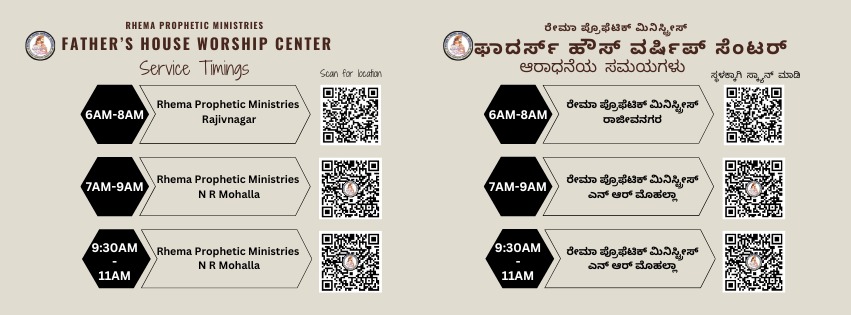 RHEMA PROPHETIC MINISTRIES
FATHER'S HOUSE WORSHIP CENTER
Service Timings
Scan for location
6AM-8AM
Rhema Prophetic Ministries
Rajivnagar
7AM-9AM
Rhema Prophetic Ministries
N R Mohalla
9:30AM
-
11AM
Rhema Prophetic Ministries
N R Mohalla
ರೇಮಾ ಪ್ರೊಫೆಟಿಕ್ ಮಿನಿಸ್ಟ್ರೀಸ್
ಫಾದರ್ಸ್ ಹೌಸ್ ವರ್ಷಿಪ್ ಸೆಂಟರ್
ಆರಾಧನೆಯ ಸಮಯಗಳು
ಸ್ಥಳಕ್ಕಾಗಿ ಸ್ಕ್ಯಾನ್ ಮಾಡಿ
6AM-8AM
ರೇಮಾ ಪ್ರೊಫೆಟಿಕ್ ಮಿನಿಸ್ಟ್ರೀಸ್
ರಾಜೀವನಗರ
7AM-9AM
ರೇಮಾ ಪ್ರೊಫೆಟಿಕ್ ಮಿನಿಸ್ಟ್ರೀಸ್
ಎನ್ ಆರ್ ಮೊಹಲ್ಲಾ
9:30AM
-
11AM
ರೇಮಾ ಪ್ರೊಫೆಟಿಕ್ ಮಿನಿಸ್ಟ್ರೀಸ್
ಎನ್ ಆರ್ ಮೊಹಲ್ಲಾ